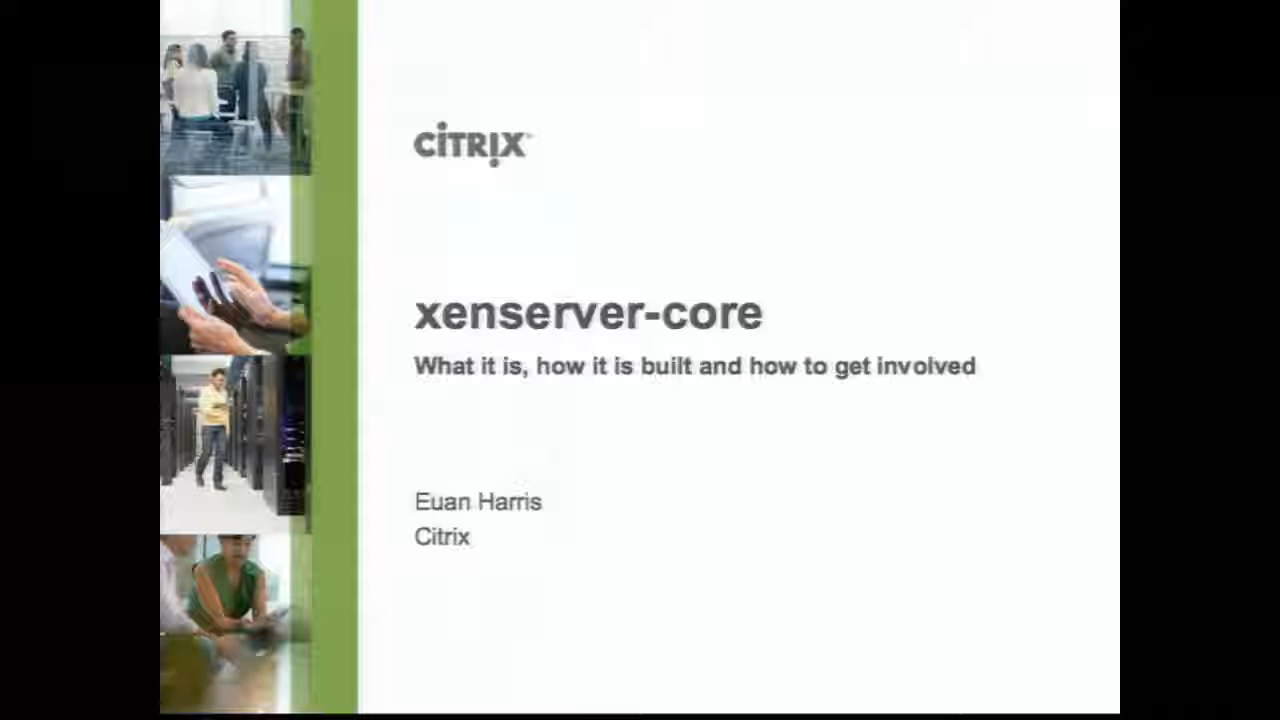 CITRIX
xenserver-core
What it is, how it is built and how to get involved
Euan Harris
Citrix